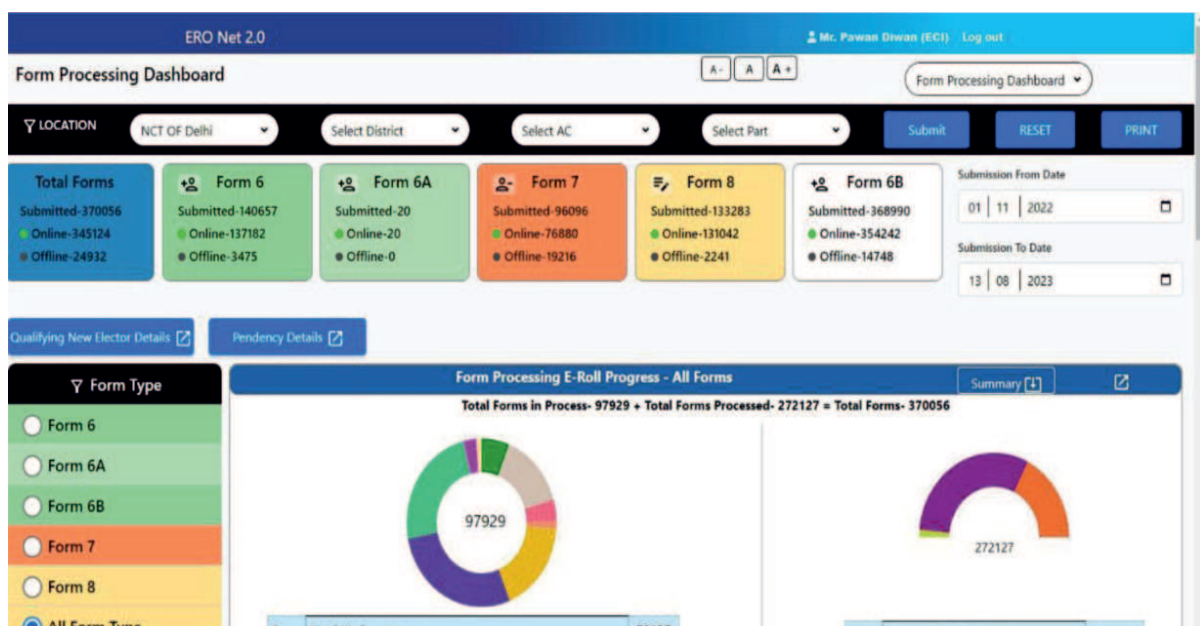 ERO Net 2.0
Mr. Pawan Diwan (ECI) Log out
Form Processing Dashboard
A- A A+
Form Processing Dashboard
LOCATION
NCT OF Delhi
Select District
Select AC
Select Part
Submit
RESET
PRINT
Total Forms
Submitted-370056
Online-345124
Offline-24932
Form 6
Submitted-140657
Online-137182
Offline-3475
Form 6A
Submitted-20
Online-20
Offline-0
Form 7
Submitted-96096
Online-76880
Offline-19216
Form 8
Submitted-133283
Online-131042
Offline-2241
Form 6B
Submitted-368990
Online-354242
Offline-14748
Submission From Date
01 | 11 | 2022
Submission To Date
13 | 08 | 2023
Qualifying New Elector Details
Pendency Details
Form Type
Form 6
Form 6A
Form 6B
Form 7
Form 8
All Form Type
Form Processing E-Roll Progress - All Forms
Summary
Total Forms in Process- 97929 + Total Forms Processed- 272127 = Total Forms- 370056
97929
272127